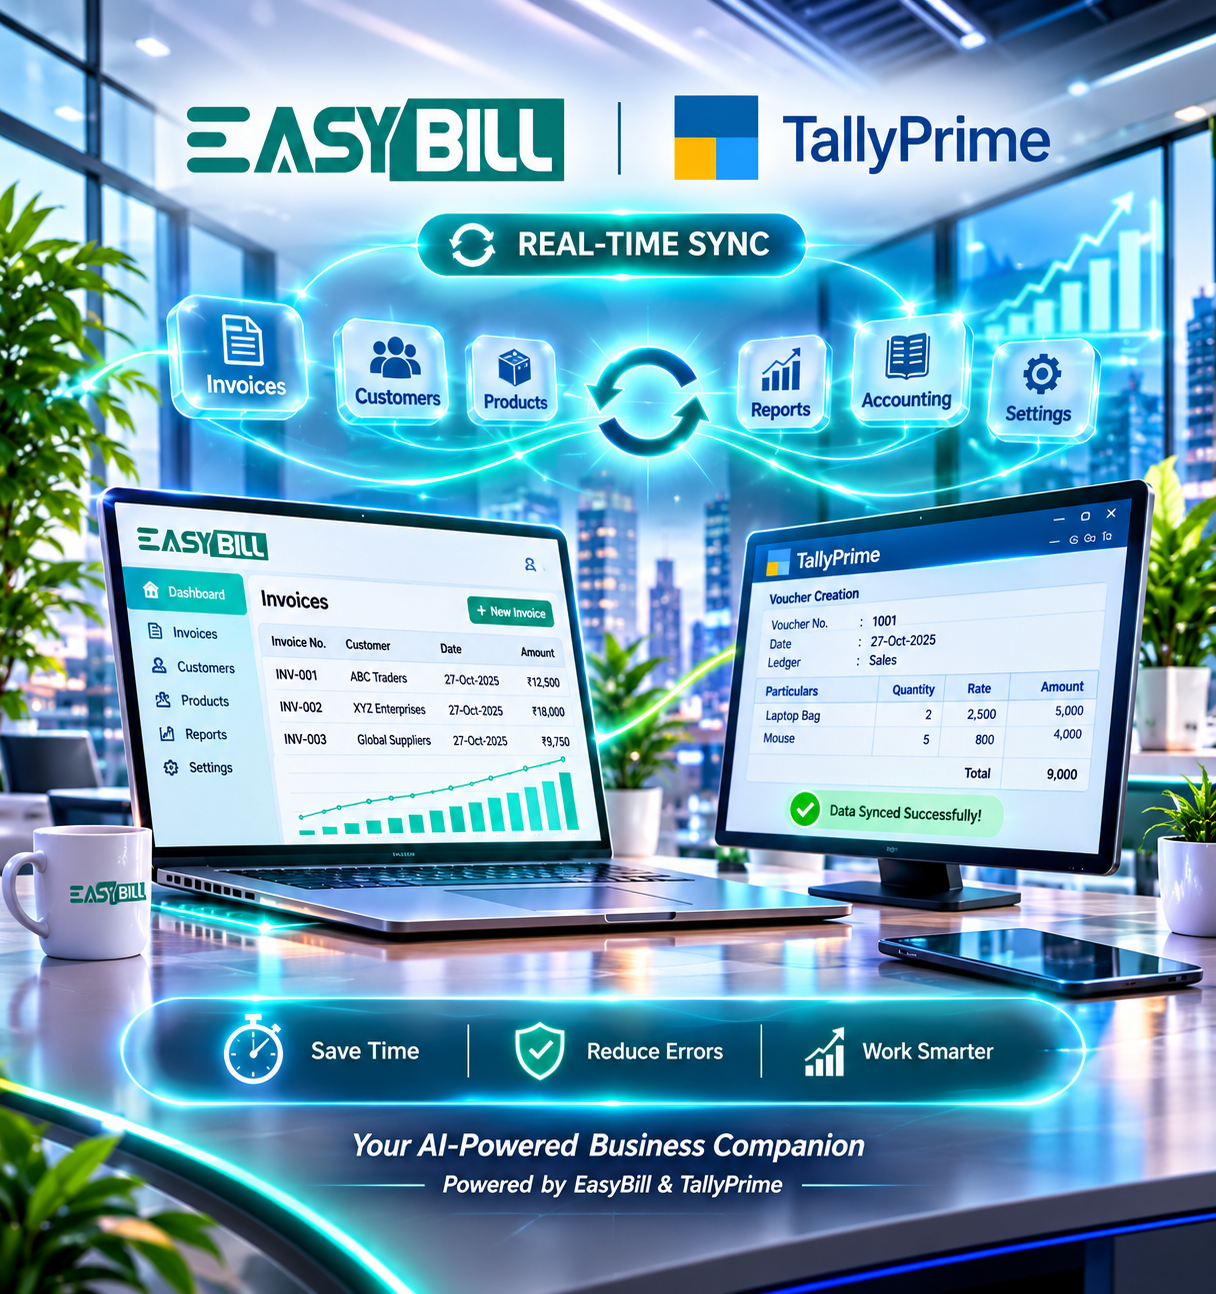 EASYBILL | TallyPrime
REAL-TIME SYNC
Invoices
Customers
Products
Reports
Accounting
Settings
EASYBILL
Dashboard
Invoices
Customers
Products
Reports
Settings
Invoices
+ New Invoice
Invoice No. Customer Date Amount
INV-001 ABC Traders 27-Oct-2025 ₹12,500
INV-002 XYZ Enterprises 27-Oct-2025 ₹18,000
INV-003 Global Suppliers 27-Oct-2025 ₹9,750
TallyPrime
Voucher Creation
Voucher No. : 1001
Date : 27-Oct-2025
Ledger : Sales
Particulars Quantity Rate Amount
Laptop Bag 2 2,500 5,000
Mouse 5 800 4,000
Total 9,000
Data Synced Successfully!
EASYBILL
Save Time | Reduce Errors | Work Smarter
Your AI-Powered Business Companion
Powered by EasyBill & TallyPrime